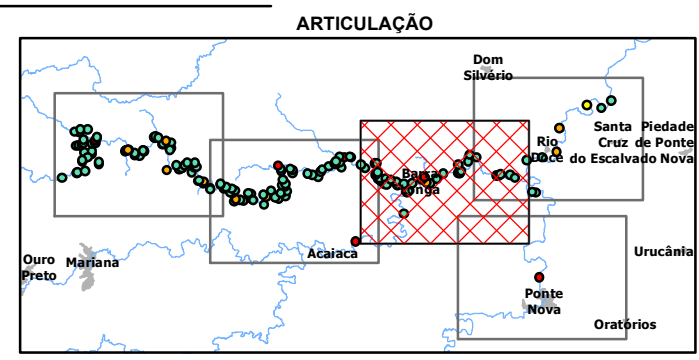 ARTICULAÇÃO
Dom
Silvério
Santa Piedade
Rio Cruz de Ponte
Doce do Escalvado Nova
Barra
Longa
Acaiaca
Urucânia
Ouro
Preto
Mariana
Ponte
Nova
Oratórios